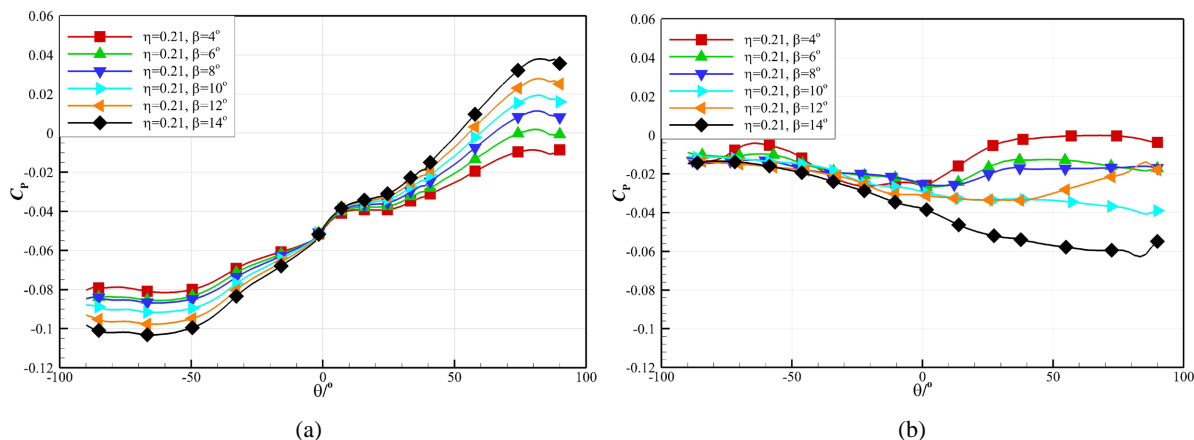 (a)
0.06
0.04
0.02
0
-0.02
-0.04
-0.06
-0.08
-0.1
-0.12
C_P
η=0.21, β=4°
η=0.21, β=6°
η=0.21, β=8°
η=0.21, β=10°
η=0.21, β=12°
η=0.21, β=14°
-100 -50 0 50 100
θ/°
(a)
(b)
0.06
0.04
0.02
0
-0.02
-0.04
-0.06
-0.08
-0.1
-0.12
C_P
η=0.21, β=4°
η=0.21, β=6°
η=0.21, β=8°
η=0.21, β=10°
η=0.21, β=12°
η=0.21, β=14°
-100 -50 0 50 100
θ/°
(b)